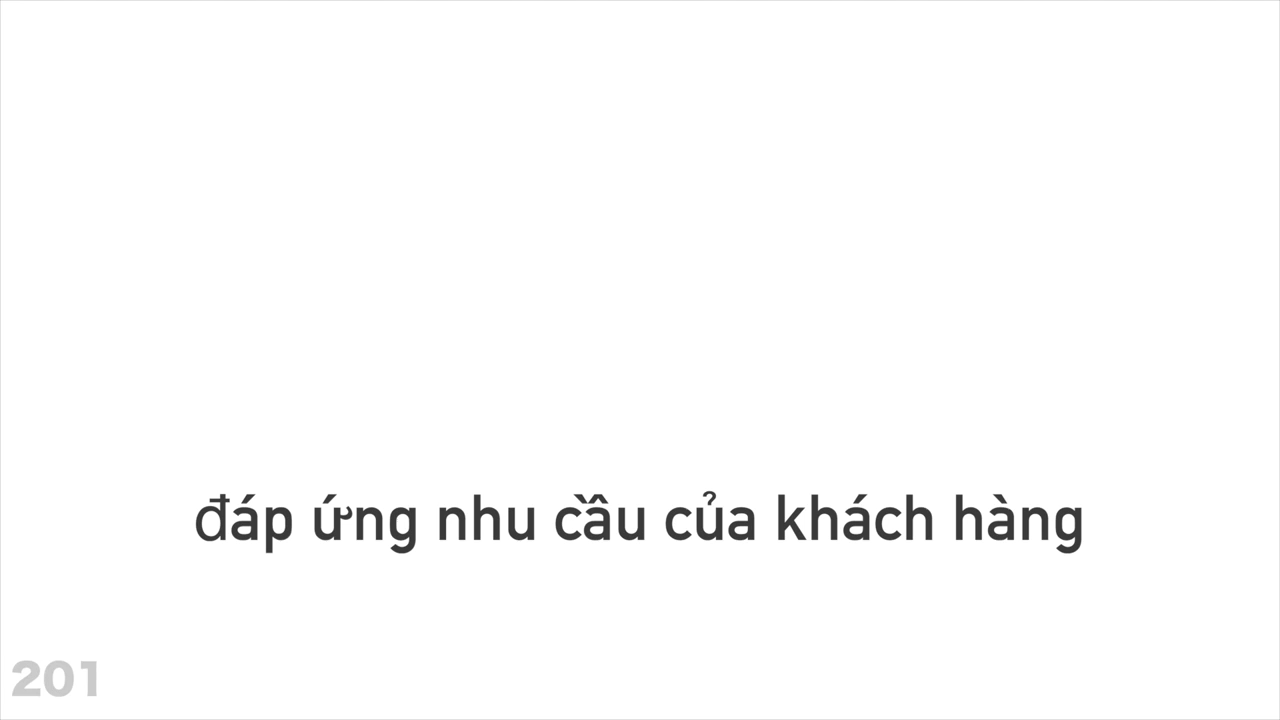 đáp ứng nhu cầu của khách hàng
201